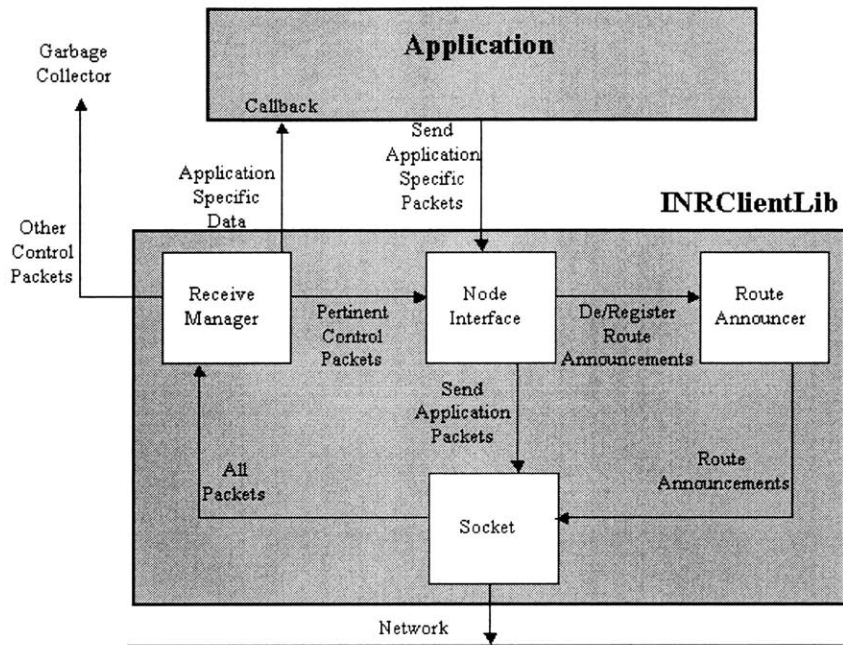 Application
Garbage
Collector
Callback
Send
Application
Specific
Packets
Application
Specific
Data
INRClientLib
Other
Control
Packets
Receive
Manager
Pertinent
Control
Packets
Node
Interface
De/Register
Route
Announcements
Route
Announcer
Send
Application
Packets
All
Packets
Route
Announcements
Socket
Network